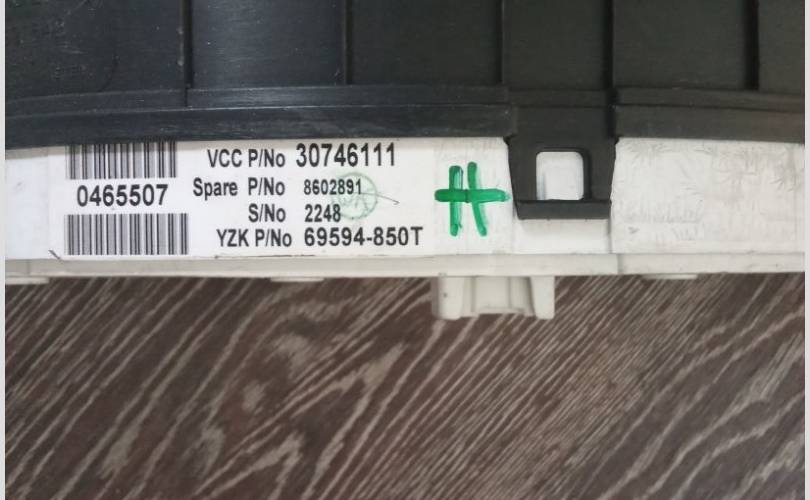 VCC P/No 30746111
0465507
Spare P/No 8602891
S/No 2248
YZK P/No 69594-850T
H